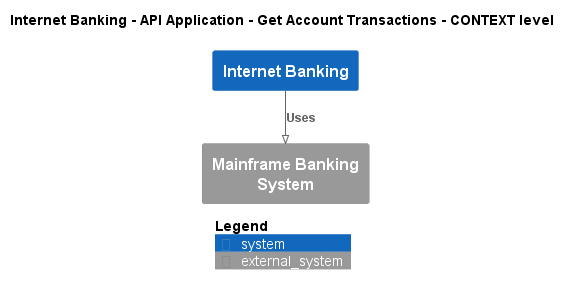 Internet Banking - API Application - Get Account Transactions - CONTEXT level
Internet Banking
Uses
Mainframe Banking
System
Legend
system
external_system